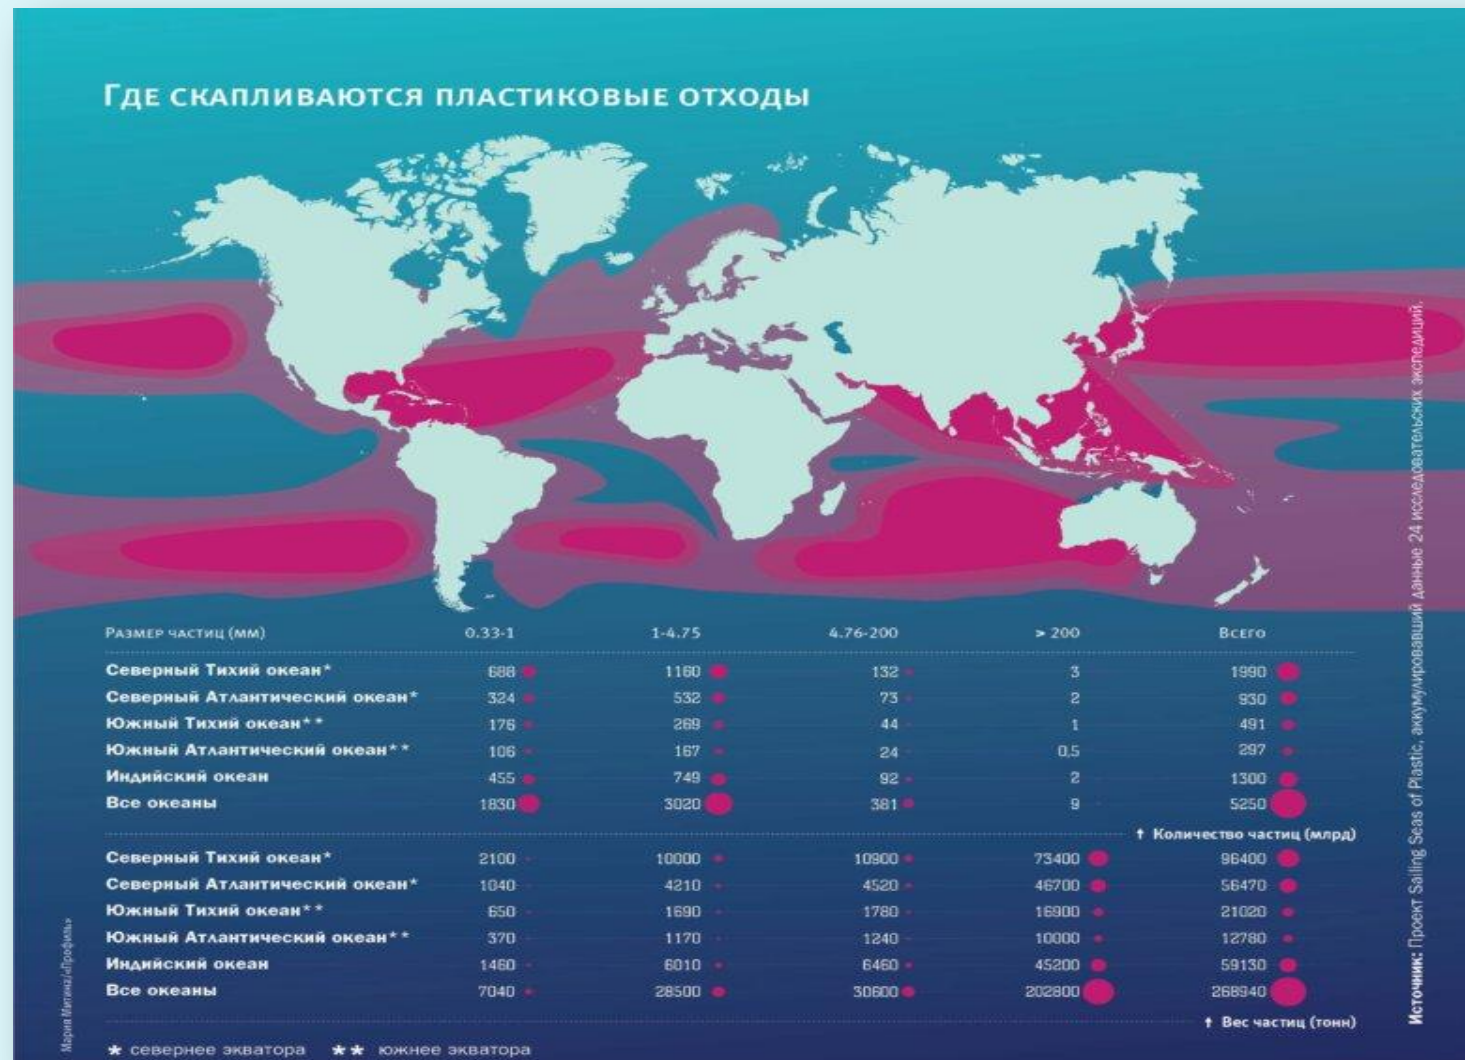 Где скапливаются пластиковые отходы
Размер частиц (мм) 0.33-1 1-4.75 4.76-200 > 200 Всего
Северный Тихий океан* 688 1160 132 3 1990
Северный Атлантический океан* 324 532 73 2 930
Южный Тихий океан** 176 269 44 1 491
Южный Атлантический океан** 106 167 24 0,5 297
Индийский океан 455 749 92 2 1300
Все океаны 1830 3020 381 9 5250
↑ Количество частиц (млрд)
Северный Тихий океан* 2100 10000 10900 73400 96400
Северный Атлантический океан* 1040 4210 4520 46700 56470
Южный Тихий океан** 650 1690 1780 16900 21020
Южный Атлантический океан** 370 1170 1240 10000 12780
Индийский океан 1460 6010 6460 45200 59130
Все океаны 7040 28500 30600 202800 268940
↑ Вес частиц (тонн)
* севернее экватора ** южнее экватора
Мария Митина/«Профиль»
Источник: Проект Sailing Seas of Plastic, аккумулировавший данные 24 исследовательских экспедиций.